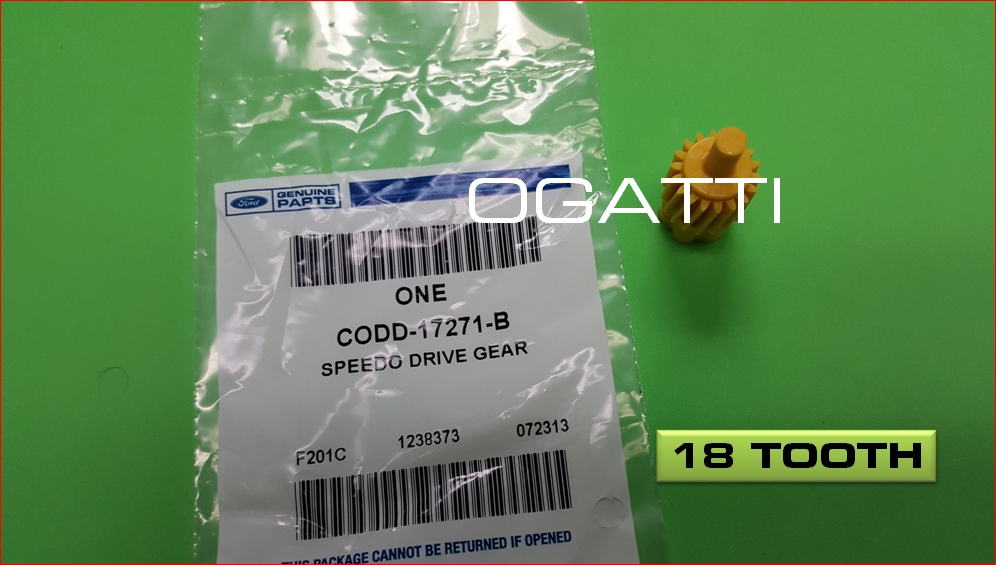 Ford
GENUINE
PARTS
OGATTI
ONE
CODD-17271-B
SPEEDO DRIVE GEAR
F201C 1238373 072313
18 TOOTH
THIS PACKAGE CANNOT BE RETURNED IF OPENED